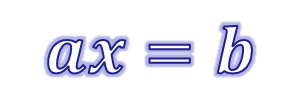 ax = b